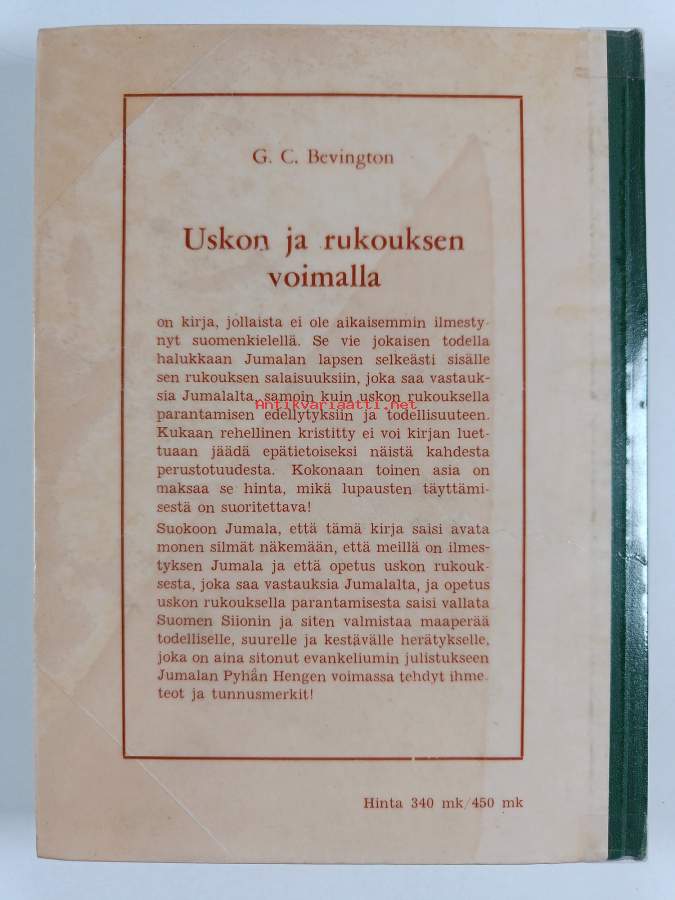 G. C. Bevington
Uskon ja rukouksen
voimalla
on kirja, jollaista ei ole aikaisemmin ilmesty-
nyt suomenkielellä. Se vie jokaisen todella
halukkaan Jumalan lapsen selkeästi sisälle
sen rukouksen salaisuuksiin, joka saa vastauk-
sia Jumalalta, samoin kuin uskon rukouksella
Antikvariaatti.net
parantamisen edellytyksiin ja todellisuuteen.
Kukaan rehellinen kristitty ei voi kirjan luet-
tuaan jäädä epätietoiseksi näistä kahdesta
perustotuudesta. Kokonaan toinen asia on
maksaa se hinta, mikä lupausten täyttämi-
sestä on suoritettava!
Suokoon Jumala, että tämä kirja saisi avata
monen silmät näkemään, että meillä on ilmes-
tyksen Jumala ja että opetus uskon rukouk-
sesta, joka saa vastauksia Jumalalta, ja opetus
uskon rukouksella parantamisesta saisi vallata
Suomen Siionin ja siten valmistaa maaperää
todelliselle, suurelle ja kestävälle herätykselle,
joka on aina sitonut evankeliumin julistukseen
Jumalan Pyhän Hengen voimassa tehdyt ihme-
teot ja tunnusmerkit!
Hinta 340 mk/450 mk